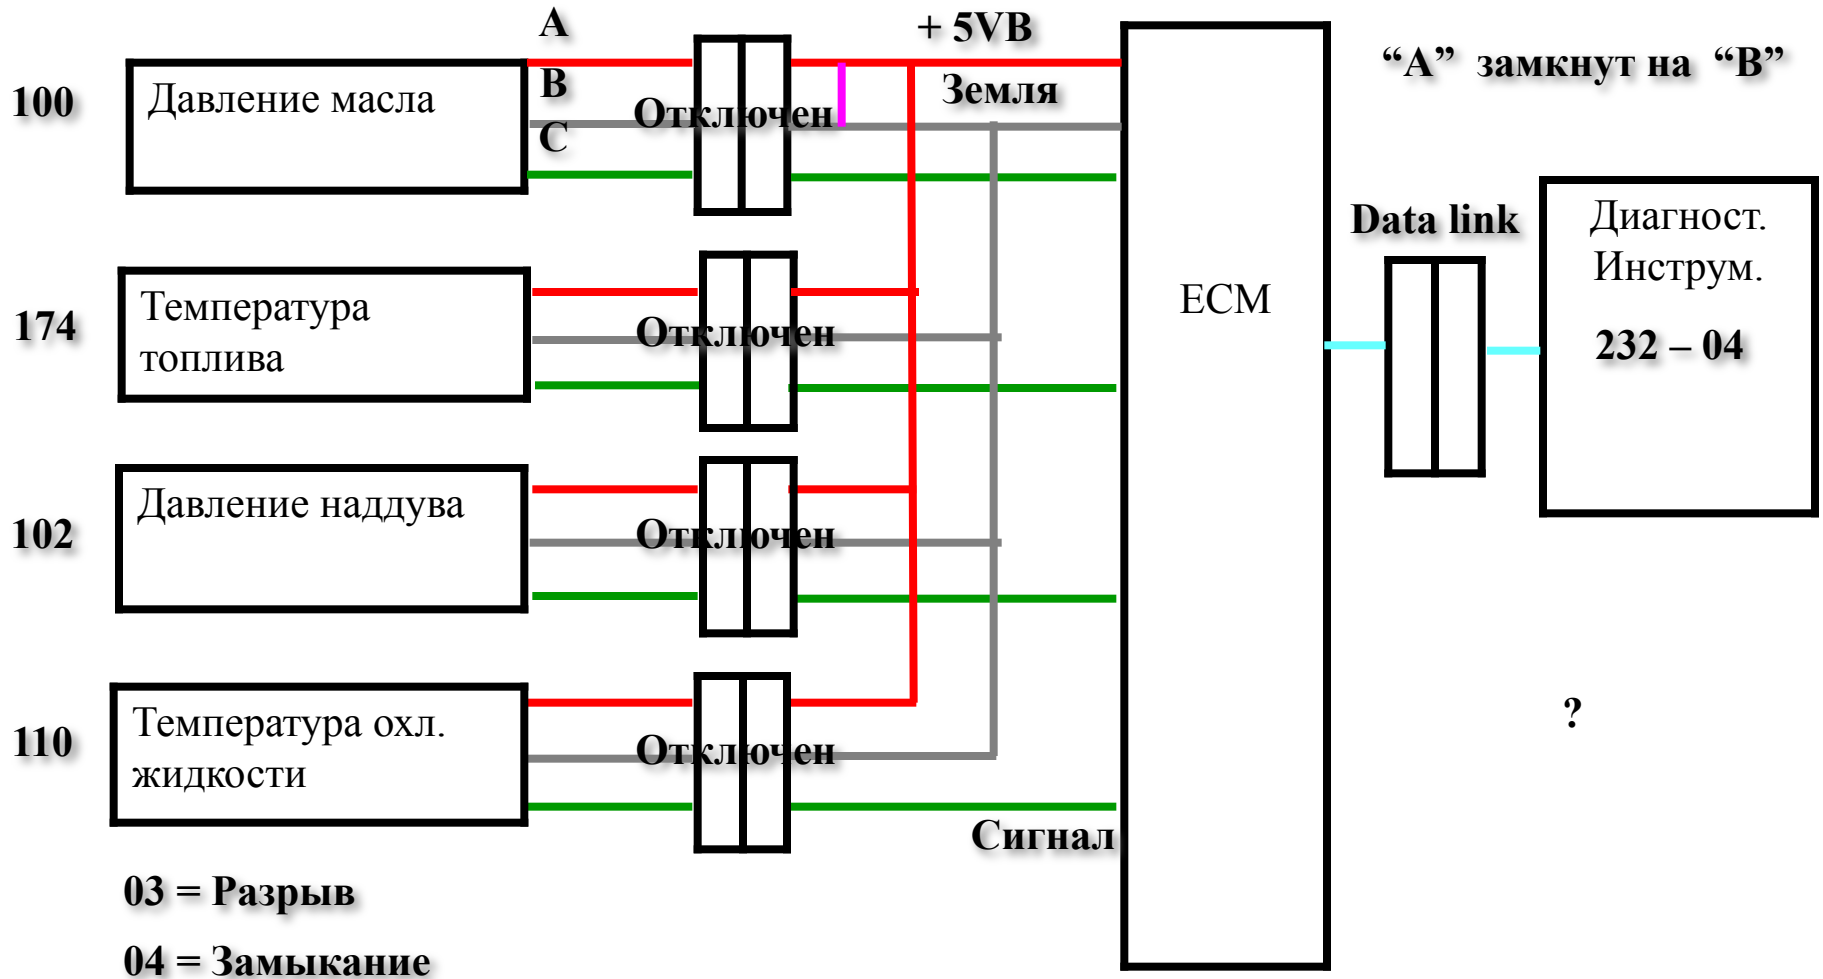 A
+ 5VВ
“А” замкнут на “В”
100
Давление масла
B
Отключен
Земля
C
Data link
Диагност.
Инструм.
232 – 04
174
Температура
топлива
Отключен
ECM
102
Давление наддува
Отключен
110
Температура охл.
жидкости
Отключен
?
Сигнал
03 = Разрыв
04 = Замыкание